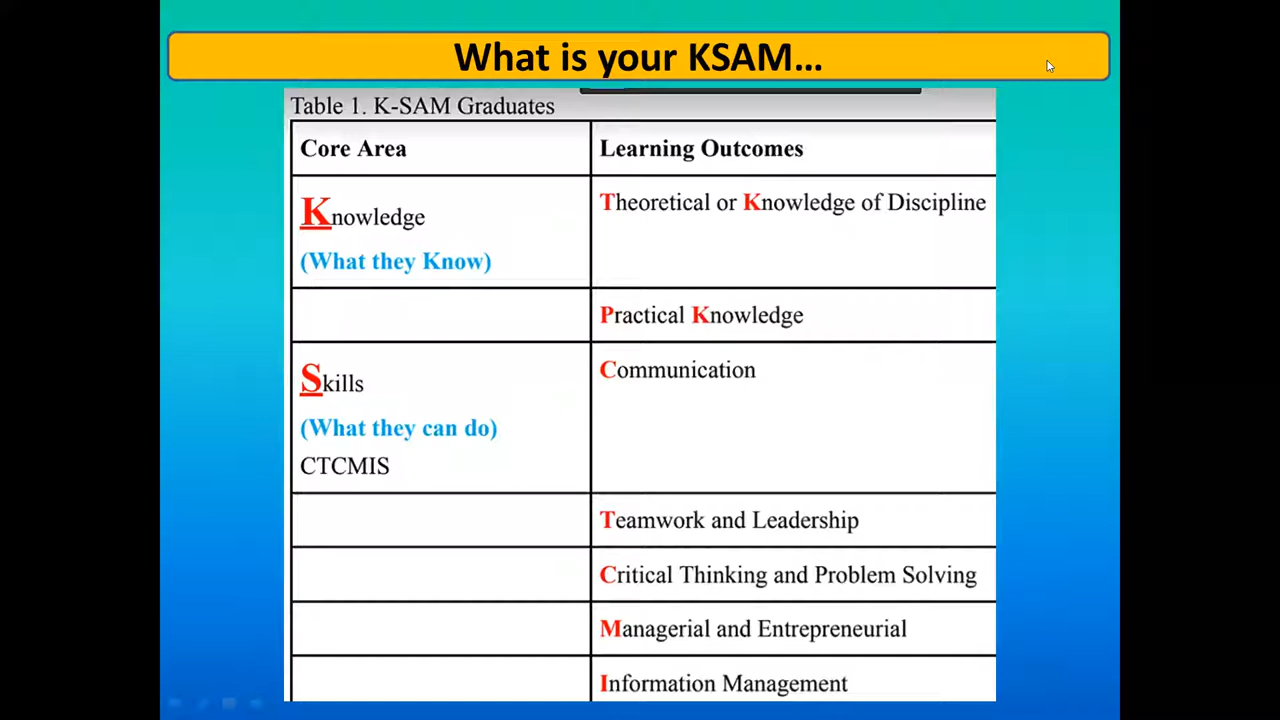 What is your KSAM...
Table 1. K-SAM Graduates
Core Area
Learning Outcomes
Knowledge
(What they Know)
Theoretical or Knowledge of Discipline
Practical Knowledge
Skills
(What they can do)
CTCMIS
Communication
Teamwork and Leadership
Critical Thinking and Problem Solving
Managerial and Entrepreneurial
Information Management